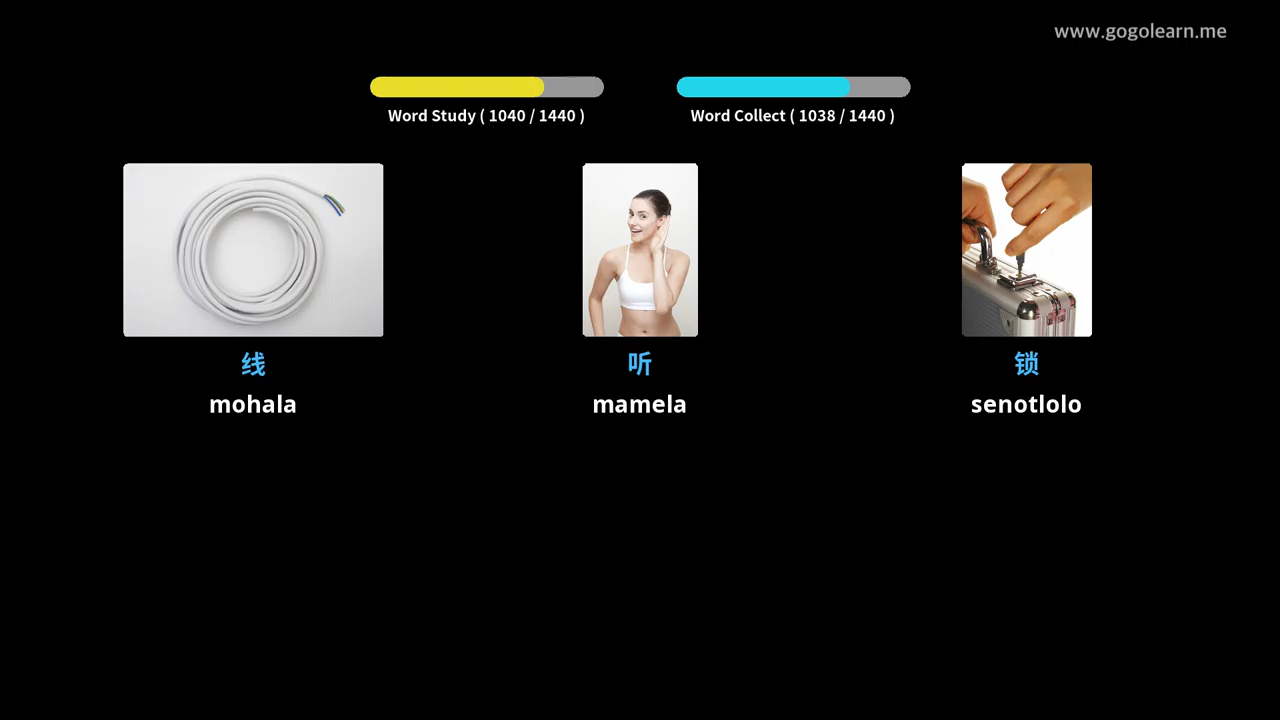 www.gogolearn.me
Word Study ( 1040 / 1440 )
Word Collect ( 1038 / 1440 )
线
mohala
听
mamela
锁
senotlolo